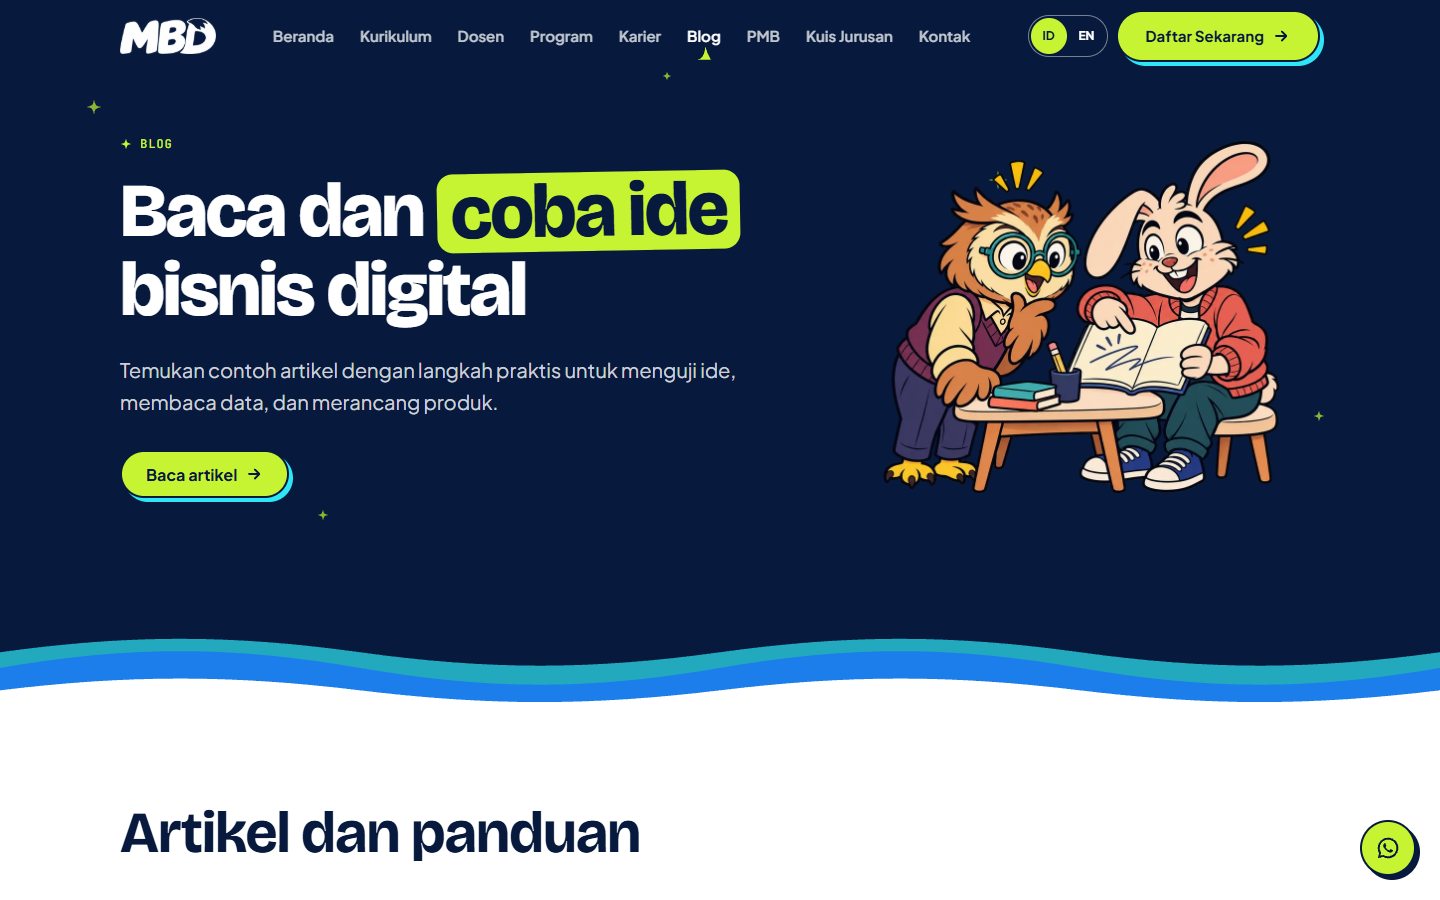 MBD
Beranda
Kurikulum
Dosen
Program
Karier
Blog
PMB
Kuis Jurusan
Kontak
ID
EN
Daftar Sekarang
BLOG
Baca dan coba ide
bisnis digital
Temukan contoh artikel dengan langkah praktis untuk menguji ide,
membaca data, dan merancang produk.
Baca artikel
Artikel dan panduan